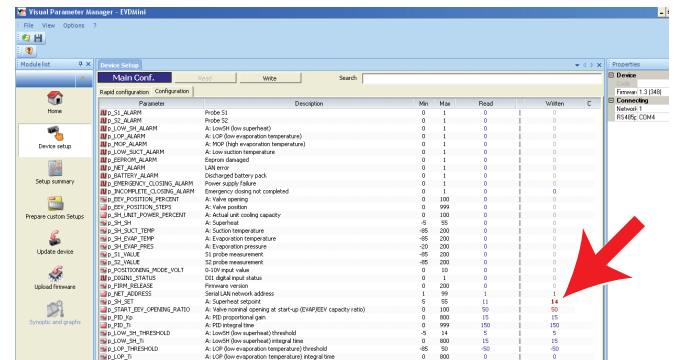 Visual Parameter Manager - EVDMini
File View Options ?
Module list
Device Setup
Properties
Main Conf. Read Write Search
Rapid configuration Configuration
Parameter Description Min Max Read Written C
p_S1_ALARM Probe S1 0 1 0 0
p_S2_ALARM Probe S2 0 1 0 0
p_LOW_SH_ALARM A: LowSH (low superheat) 0 1 0 0
p_LOP_ALARM A: LOP (low evaporation temperature) 0 1 0 0
p_MOP_ALARM A: MOP (high evaporation temperature) 0 1 0 0
p_LOW_SUCT_ALARM A: Low suction temperature 0 1 0 0
p_EEPROM_ALARM Eeprom damaged 0 1 0 0
p_NET_ALARM LAN error 0 1 0 0
p_BATTERY_ALARM Discharged battery pack 0 1 0 0
p_EMERGENCY_CLOSING_ALARM Power supply failure 0 1 0 0
p_INCOMPLETE_CLOSING_ALARM Emergency closing not completed 0 1 0 0
p_EEV_POSITION_PERCENT A: Valve opening 0 100 0 0
p_EEV_POSITION_STEPS A: Valve position 0 999 0 0
p_SH_UNIT_POWER_PERCENT A: Actual unit cooling capacity 0 100 0 0
p_SH_SH A: Superheat -5 55 0 0
p_SH_SUCT_TEMP A: Suction temperature -85 200 0 0
p_SH_EVAP_TEMP A: Evaporation temperature -85 200 0 0
p_SH_EVAP_PRES A: Evaporation pressure -20 200 0 0
p_S1_VALUE S1 probe measurement -85 200 0 0
p_S2_VALUE S2 probe measurement -85 200 0 0
p_POSITIONING_MODE_VOLT 0-10V input value 0 10 0 0
p_DIGIN1_STATUS DI1 digital input status 0 1 0 0
p_FIRM_RELEASE Firmware version 0 200 0 0
p_NET_ADDRESS Serial LAN network address 1 99 1 1
p_SH_SET A: Superheat setpoint 5 55 11 14
p_START_EEV_OPENING_RATIO A: Valve nominal opening at start-up (EVAP/EEV capacity ratio) 0 100 50 50
p_PID_Kp A: PID proportional gain 0 800 15 15
p_PID_Ti A: PID integral time 0 999 150 150
p_LOW_SH_THRESHOLD A: LowSH (low superheat) threshold -5 14 5 5
p_LOW_SH_Ti A: LowSH (low superheat) integral time 0 800 15 15
p_LOP_THRESHOLD A: LOP (low evaporation temperature) threshold -85 50 -50 -50
p_LOP_Ti A: LOP (low evaporation temperature) integral time 0 800 0 0
Home
Device setup
Setup summary
Prepare custom Setups
Update device
Upload firmware
Synoptic and graphs
Device
Firmwar 1.3 (348)
Connecting
Network 1
RS485p COM4